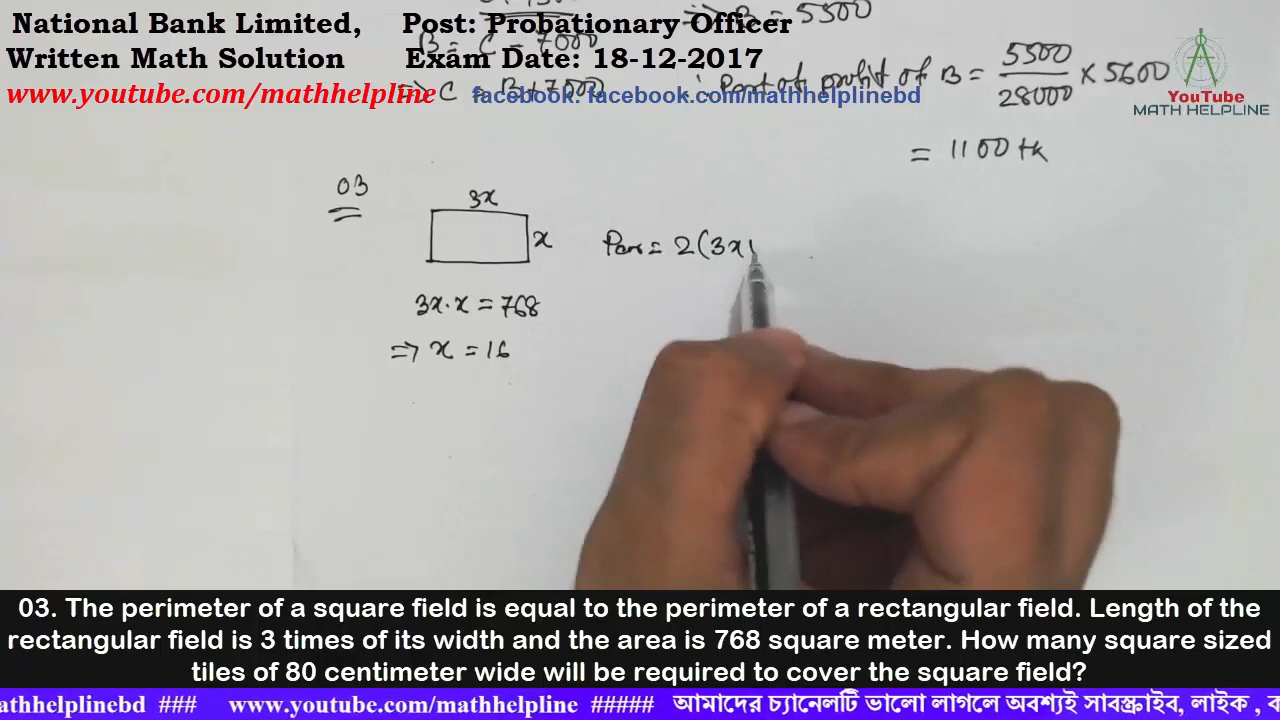 National Bank Limited, Post: Probationary Officer
Written Math Solution Exam Date: 18-12-2017
www.youtube.com/mathhelpline facebook: facebook.com/mathhelplinebd
YouTube
MATH HELPLINE
B = 5500
B = C - 7000
⇒ C = B + 7000
∴ Part of profit of B = 5500/28000 × 5600
= 1100 tk
03
3x
x
Per = 2(3x
3x·x = 768
⇒ x = 16
03. The perimeter of a square field is equal to the perimeter of a rectangular field. Length of the
rectangular field is 3 times of its width and the area is 768 square meter. How many square sized
tiles of 80 centimeter wide will be required to cover the square field?
athhelplinebd ### www.youtube.com/mathhelpline ##### আমাদের চ্যানেলটি ভালো লাগলে অবশ্যই সাবস্ক্রাইব, লাইক , ক